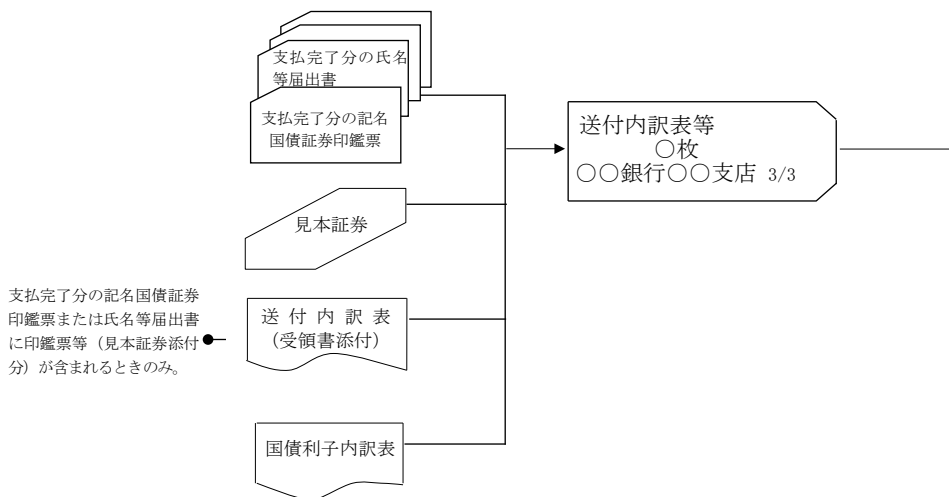 支払完了分の氏名
等届出書
支払完了分の記名
国債証券印鑑票
送付内訳表等
○枚
○○銀行○○支店 3/3
見本証券
支払完了分の記名国債証券
印鑑票または氏名等届出書
に印鑑票等（見本証券添付
分）が含まれるときのみ。
送付内訳表
（受領書添付）
国債利子内訳表